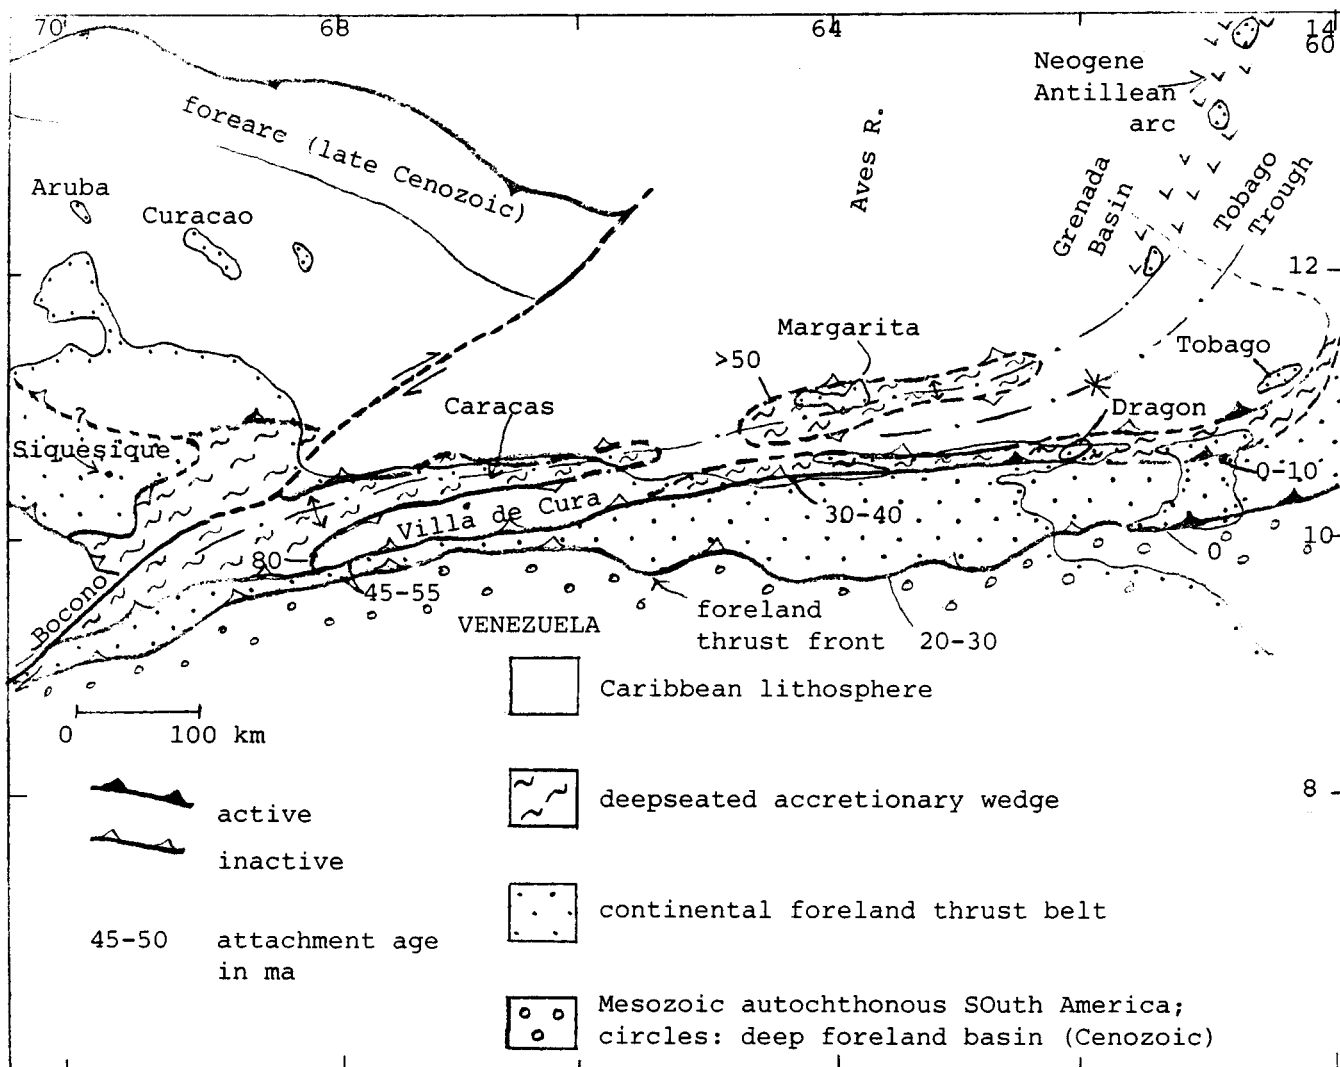 70
68
64
14
60
Neogene
Antillean
arc
forearc (late Cenozoic)
Aves R.
Aruba
Curacao
Grenada
Basin
Tobago
Trough
12
Margarita
>50
Tobago
Caracas
Dragon
?
Siquesique
0-10
Villa de Cura
30-40
10
80
0
Bocono
45-55
foreland
thrust front
20-30
VENEZUELA
Caribbean lithosphere
0
100 km
active
deepseated accretionary wedge
8
inactive
continental foreland thrust belt
45-50
attachment age
in ma
Mesozoic autochthonous SOuth America;
circles: deep foreland basin (Cenozoic)